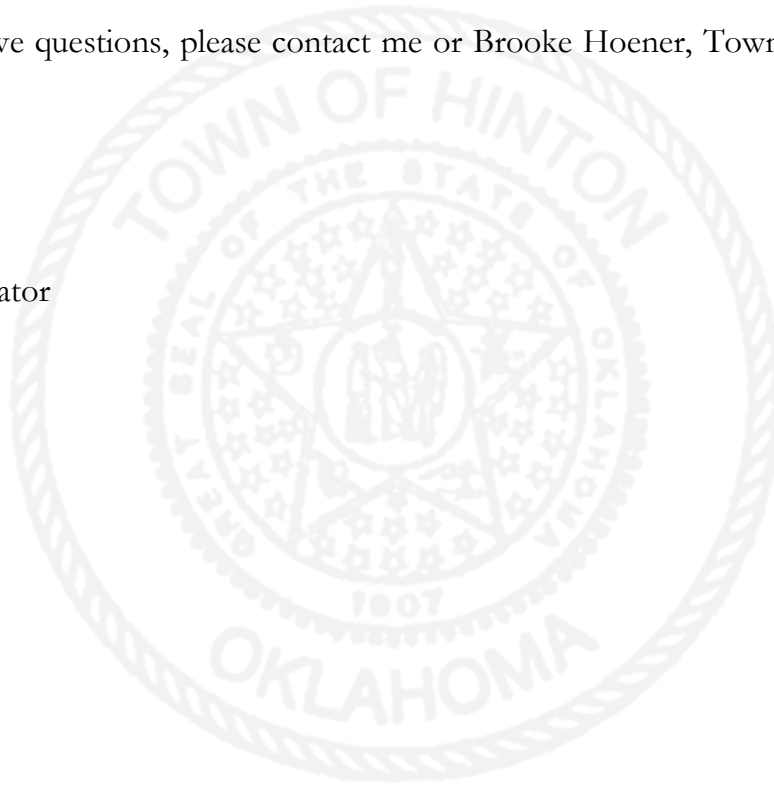 ve questions, please contact me or Brooke Hoener, Town
TOWN OF HINTON
GREAT SEAL OF THE STATE OF OKLAHOMA
ator
1907
OKLAHOMA